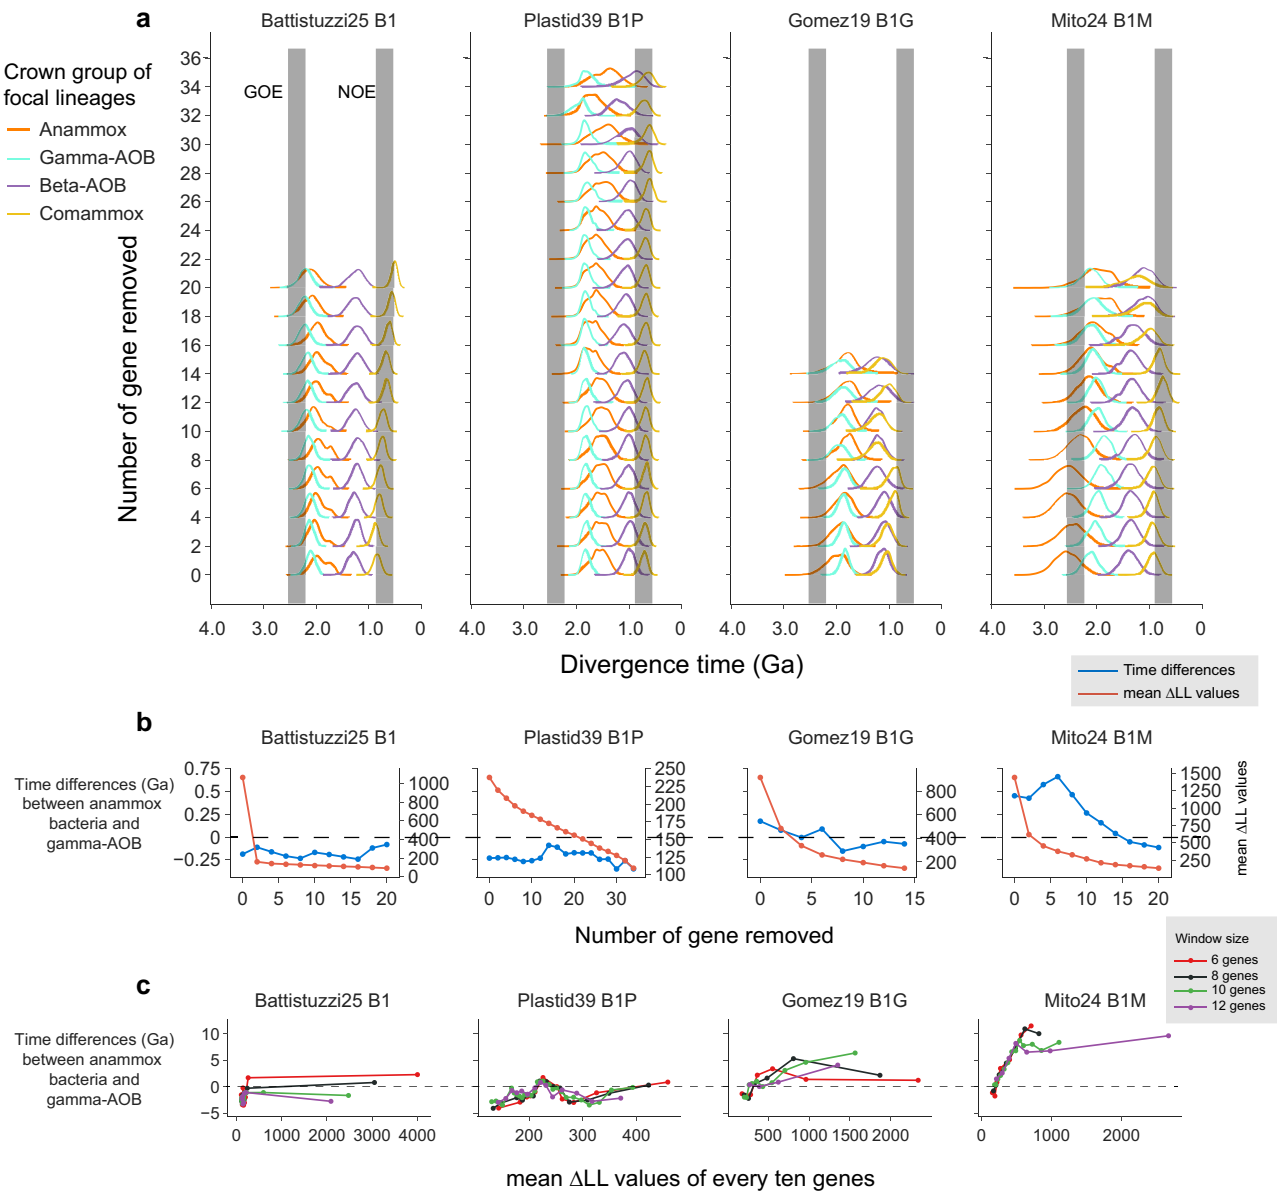 a
Battistuzzi25 B1
Plastid39 B1P
Gomez19 B1G
Mito24 B1M
Crown group of
focal lineages
Anammox
Gamma-AOB
Beta-AOB
Comammox
GOE
NOE
Number of gene removed
36
34
32
30
28
26
24
22
20
18
16
14
12
10
8
6
4
2
0
4.0 3.0 2.0 1.0 0
4.0 3.0 2.0 1.0 0
4.0 3.0 2.0 1.0 0
4.0 3.0 2.0 1.0 0
Divergence time (Ga)
Time differences
mean ΔLL values
b
Battistuzzi25 B1
Plastid39 B1P
Gomez19 B1G
Mito24 B1M
Time differences (Ga)
between anammox
bacteria and
gamma-AOB
0.75
0.5
0.25
0
−0.25
1000
800
600
400
200
0
250
225
200
175
150
125
100
800
600
400
200
1500
1250
1000
750
500
250
mean ΔLL values
0 5 10 15 20
0 10 20 30
0 5 10 15
0 5 10 15 20
Number of gene removed
Window size
6 genes
8 genes
10 genes
12 genes
c
Battistuzzi25 B1
Plastid39 B1P
Gomez19 B1G
Mito24 B1M
Time differences (Ga)
between anammox
bacteria and
gamma-AOB
10
5
0
−5
0 1000 2000 3000 4000
200 300 400
500 1000 1500 2000
0 1000 2000
mean ΔLL values of every ten genes